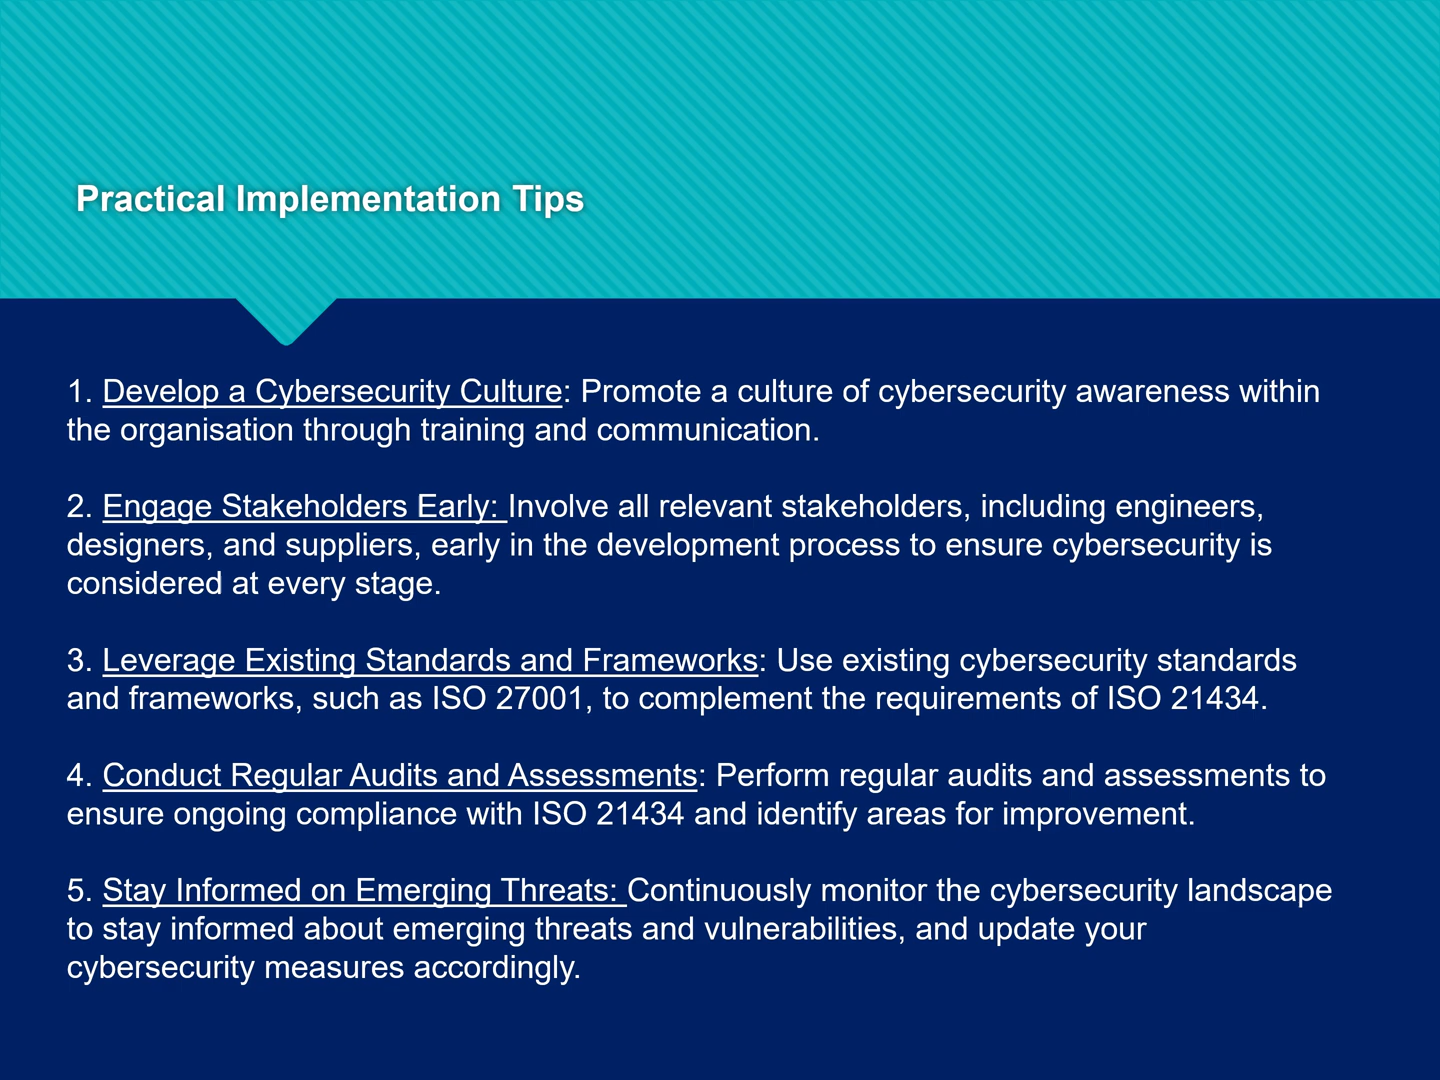 Practical Implementation Tips
1. Develop a Cybersecurity Culture: Promote a culture of cybersecurity awareness within
the organisation through training and communication.
2. Engage Stakeholders Early: Involve all relevant stakeholders, including engineers,
designers, and suppliers, early in the development process to ensure cybersecurity is
considered at every stage.
3. Leverage Existing Standards and Frameworks: Use existing cybersecurity standards
and frameworks, such as ISO 27001, to complement the requirements of ISO 21434.
4. Conduct Regular Audits and Assessments: Perform regular audits and assessments to
ensure ongoing compliance with ISO 21434 and identify areas for improvement.
5. Stay Informed on Emerging Threats: Continuously monitor the cybersecurity landscape
to stay informed about emerging threats and vulnerabilities, and update your
cybersecurity measures accordingly.